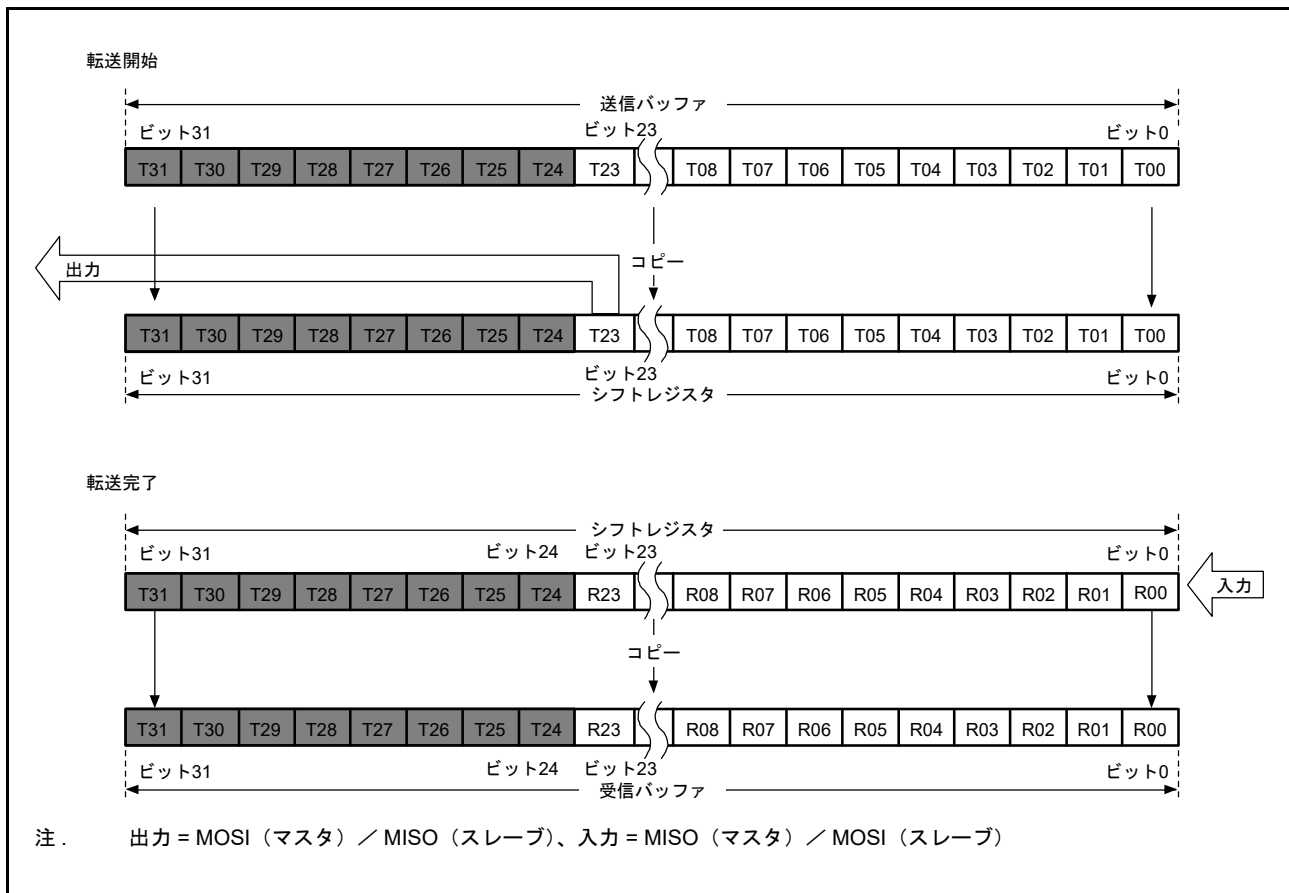 転送開始
送信バッファ
ビット31 ビット23 ビット0
T31 T30 T29 T28 T27 T26 T25 T24 T23 T08 T07 T06 T05 T04 T03 T02 T01 T00
出力 コピー
T31 T30 T29 T28 T27 T26 T25 T24 T23 T08 T07 T06 T05 T04 T03 T02 T01 T00
ビット31 ビット23 ビット0
シフトレジスタ
転送完了
シフトレジスタ
ビット31 ビット24 ビット23 ビット0
T31 T30 T29 T28 T27 T26 T25 T24 R23 R08 R07 R06 R05 R04 R03 R02 R01 R00 入力
コピー
T31 T30 T29 T28 T27 T26 T25 T24 R23 R08 R07 R06 R05 R04 R03 R02 R01 R00
ビット31 ビット24 ビット23 ビット0
受信バッファ
注. 出力 = MOSI（マスタ）／ MISO（スレーブ）、入力 = MISO（マスタ）／ MOSI（スレーブ）